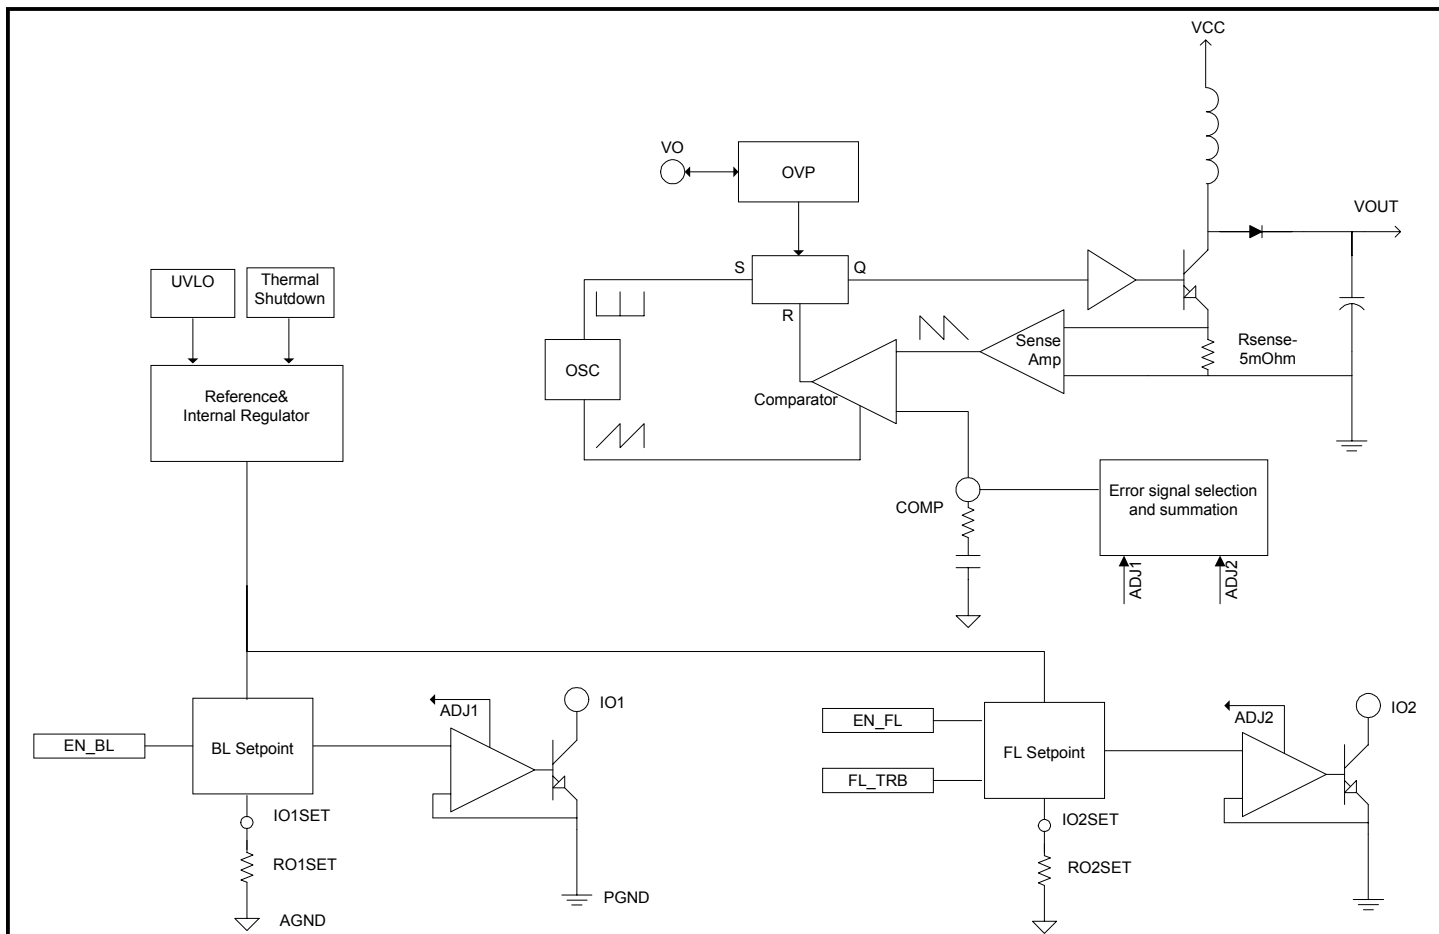 VCC
VO
OVP
VOUT
S
Q
R
UVLO
Thermal
Shutdown
OSC
Sense
Amp
Rsense-
5mOhm
Reference&
Internal Regulator
Comparator
COMP
Error signal selection
and summation
ADJ1
ADJ2
EN_BL
BL Setpoint
ADJ1
IO1
EN_FL
FL_TRB
FL Setpoint
ADJ2
IO2
IO1SET
RO1SET
AGND
PGND
IO2SET
RO2SET